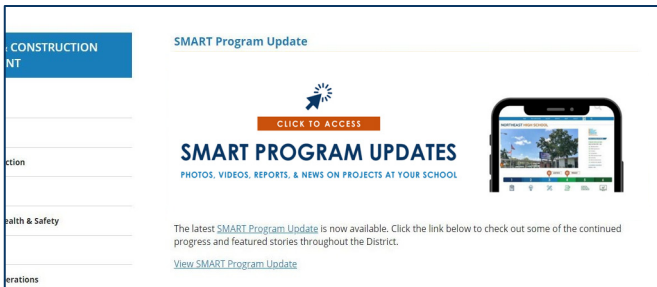 CONSTRUCTION
NT
ction
ealth & Safety
erations
SMART Program Update
CLICK TO ACCESS
SMART PROGRAM UPDATES
PHOTOS, VIDEOS, REPORTS, & NEWS ON PROJECTS AT YOUR SCHOOL
NORTHEAST HIGH SCHOOL
The latest SMART Program Update is now available. Click the link below to check out some of the continued
progress and featured stories throughout the District.
View SMART Program Update